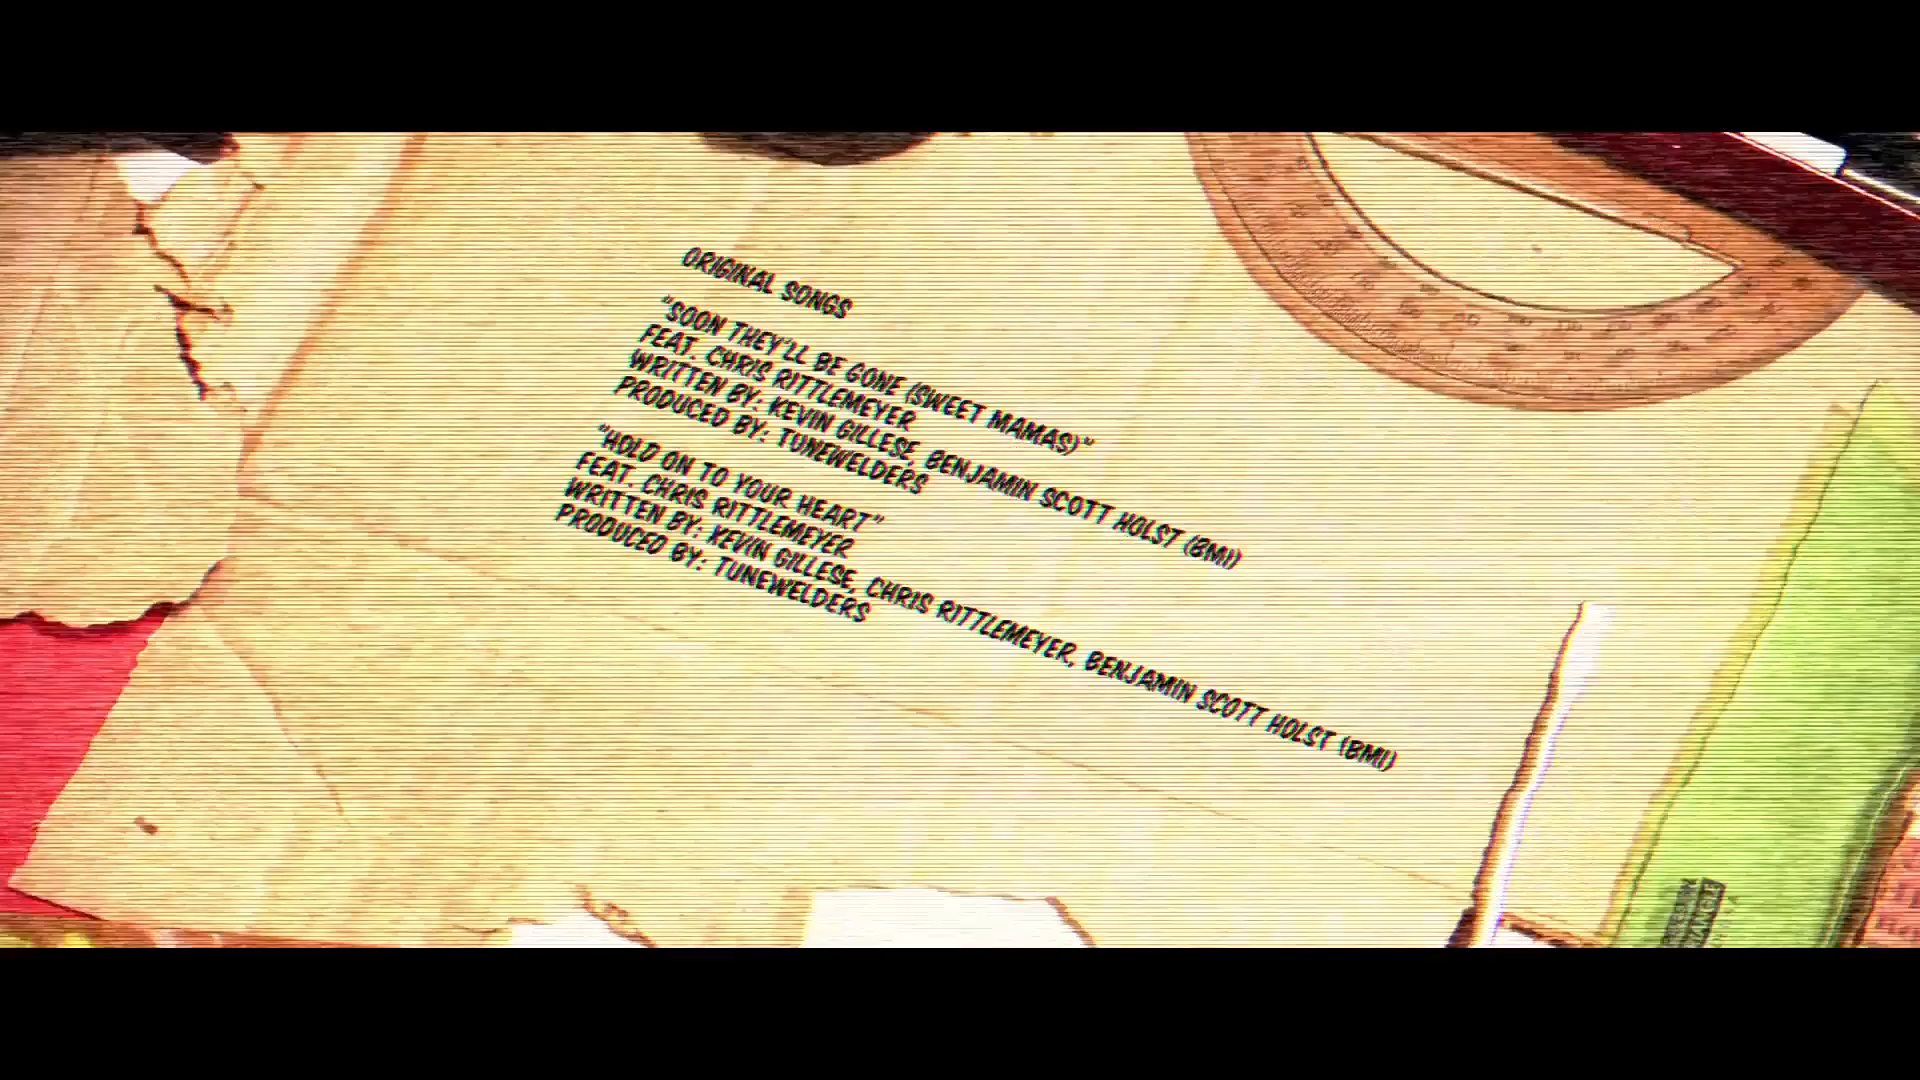 ORIGINAL SONGS
"SOON THEY'LL BE GONE (SWEET MAMAS)"
FEAT. CHRIS RITTLEMEYER
WRITTEN BY: KEVIN GILLESE, BENJAMIN SCOTT HOLST (BMI)
PRODUCED BY: TUNEWELDERS
"HOLD ON TO YOUR HEART"
FEAT. CHRIS RITTLEMEYER
WRITTEN BY: KEVIN GILLESE, CHRIS RITTLEMEYER, BENJAMIN SCOTT HOLST (BMI)
PRODUCED BY: TUNEWELDERS